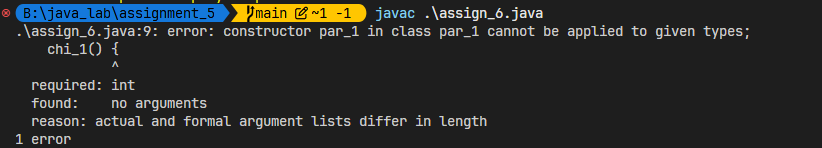 B:\java_lab\assignment_5 main ~1 -1 javac .\assign_6.java
.\assign_6.java:9: error: constructor par_1 in class par_1 cannot be applied to given types;
    chi_1() {
            ^
  required: int
  found:    no arguments
  reason: actual and formal argument lists differ in length
1 error